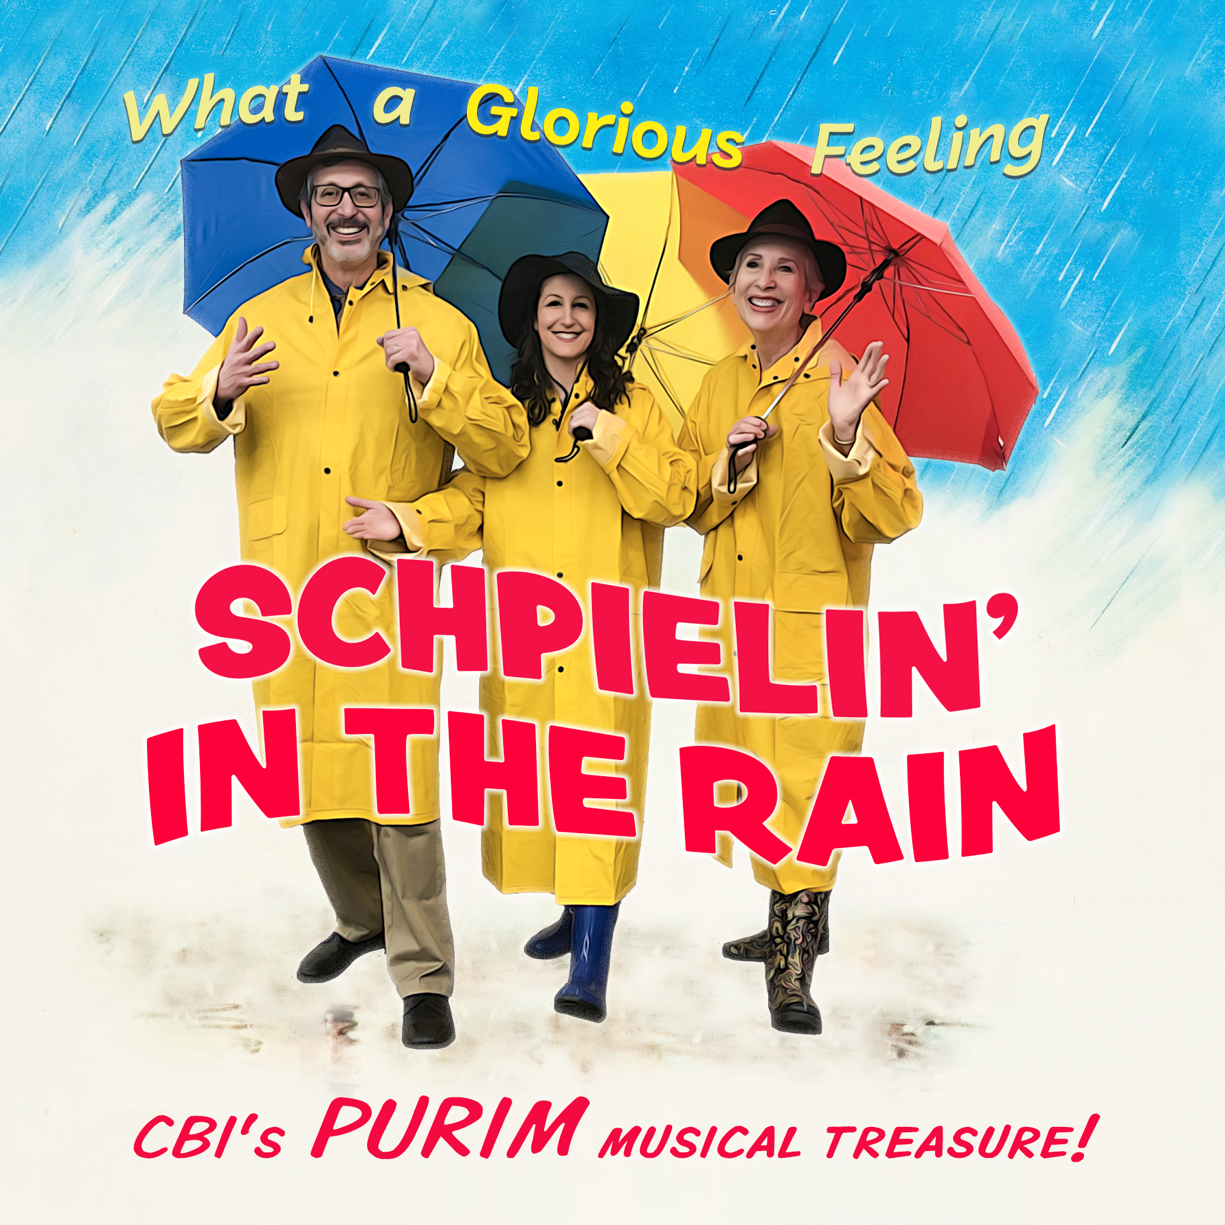 What a Glorious Feeling
SCHPIELIN’
IN THE RAIN
CBI's PURIM MUSICAL TREASURE!